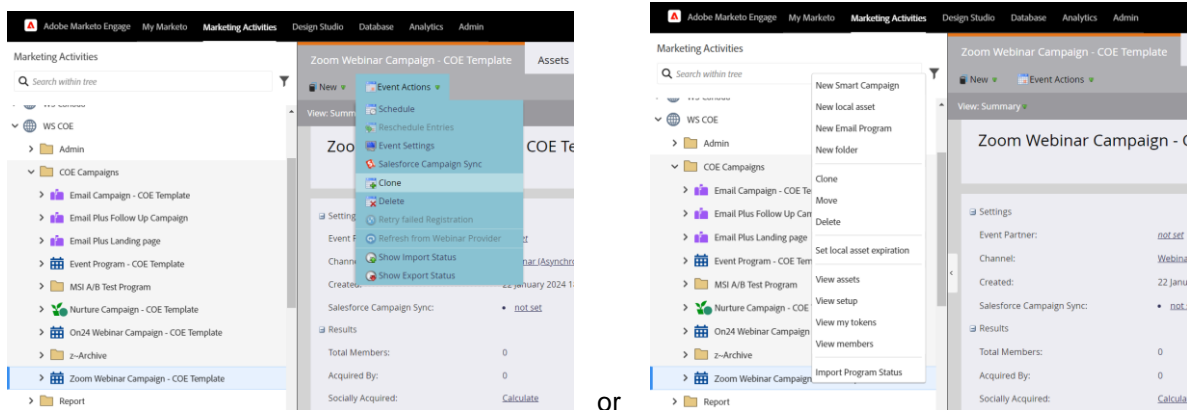 Adobe Marketo Engage My Marketo Marketing Activities Design Studio Database Analytics Admin
Marketing Activities
Search within tree
WS COE
Admin
COE Campaigns
Email Campaign - COE Template
Email Plus Follow Up Campaign
Email Plus Landing page
Event Program - COE Template
MSI A/B Test Program
Nurture Campaign - COE Template
On24 Webinar Campaign - COE Template
z--Archive
Zoom Webinar Campaign - COE Template
Report
Zoom Webinar Campaign - COE Template Assets
New Event Actions
View: Summ
Schedule
Reschedule Entries
Event Settings
Salesforce Campaign Sync
Clone
Delete
Retry failed Registration
Refresh from Webinar Provider
Show Import Status
Show Export Status
Zoo COE Te
Setting
Event P
Chann nar (Asynchro
Created: 22 January 2024 1
Salesforce Campaign Sync: • not set
Results
Total Members: 0
Acquired By: 0
Socially Acquired: Calculate
or
Adobe Marketo Engage My Marketo Marketing Activities Design Studio Database Analytics Admin
Marketing Activities
Search within tree
WS COE
Admin
COE Campaigns
Email Campaign - COE Te
Email Plus Follow Up Cam
Email Plus Landing page
Event Program - COE Tem
MSI A/B Test Program
Nurture Campaign - COE
On24 Webinar Campaign
z--Archive
Zoom Webinar Campaign
Report
New Smart Campaign
New local asset
New Email Program
New folder
Clone
Move
Delete
Set local asset expiration
View assets
View setup
View my tokens
View members
Import Program Status
Zoom Webinar Campaign - COE Template
New Event Actions
View: Summary
Zoom Webinar Campaign - C
Settings
Event Partner: not set
Channel: Webina
Created: 22 Janu
Salesforce Campaign Sync: • not
Results
Total Members: 0
Acquired By: 0
Socially Acquired: Calcula